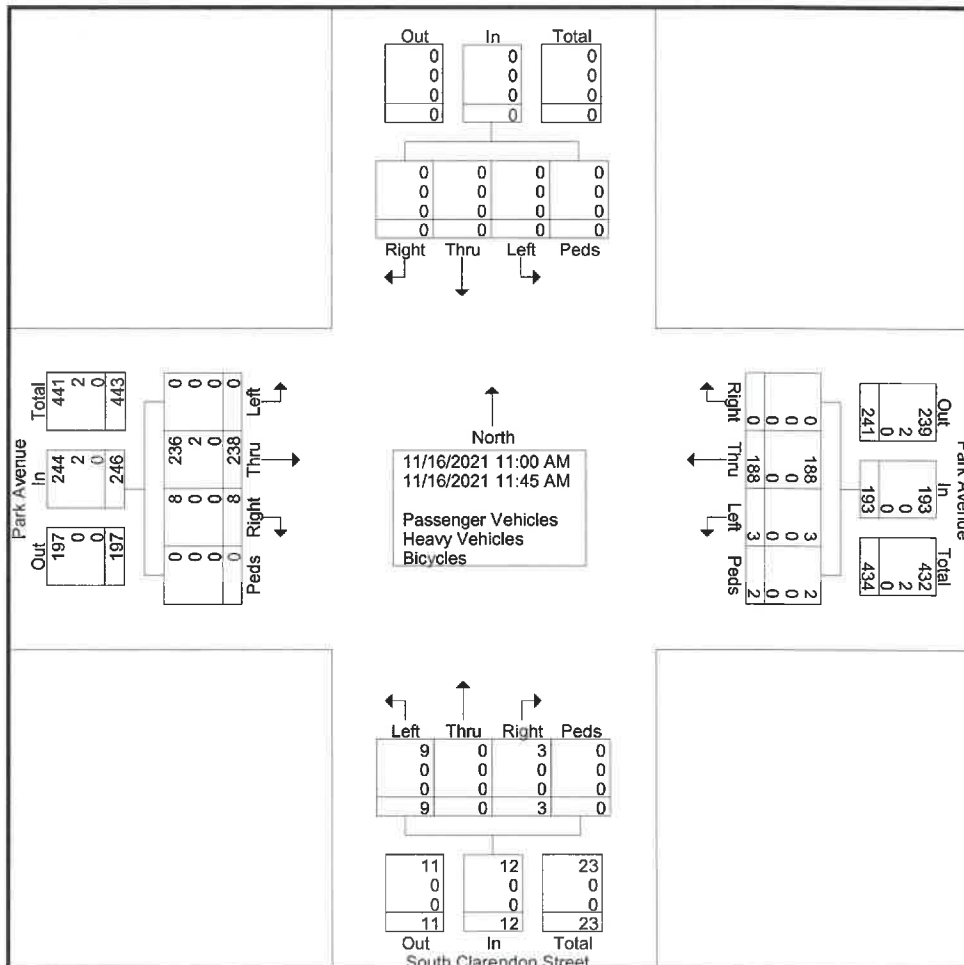 Out In Total
0 0 0
0 0 0
0 0 0
0 0 0
0 0 0 0
0 0 0 0
0 0 0 0
0 0 0 0
Right Thru Left Peds
Park Avenue
Total In Out
441 244 197
2 2 0
0 0 0
443 246 197
Left Thru Right Peds
0 236 8 0
0 2 0 0
0 0 0 0
0 238 8 0
North
11/16/2021 11:00 AM
11/16/2021 11:45 AM
Passenger Vehicles
Heavy Vehicles
Bicycles
Right Thru Left Peds
0 188 3 2
0 0 0 0
0 0 0 0
0 188 3 2
Out In Total
239 193 432
2 0 2
0 0 0
241 193 434
Park Avenue
Left Thru Right Peds
9 0 3 0
0 0 0 0
0 0 0 0
9 0 3 0
11 12 23
0 0 0
0 0 0
11 12 23
Out In Total
South Clarendon Street